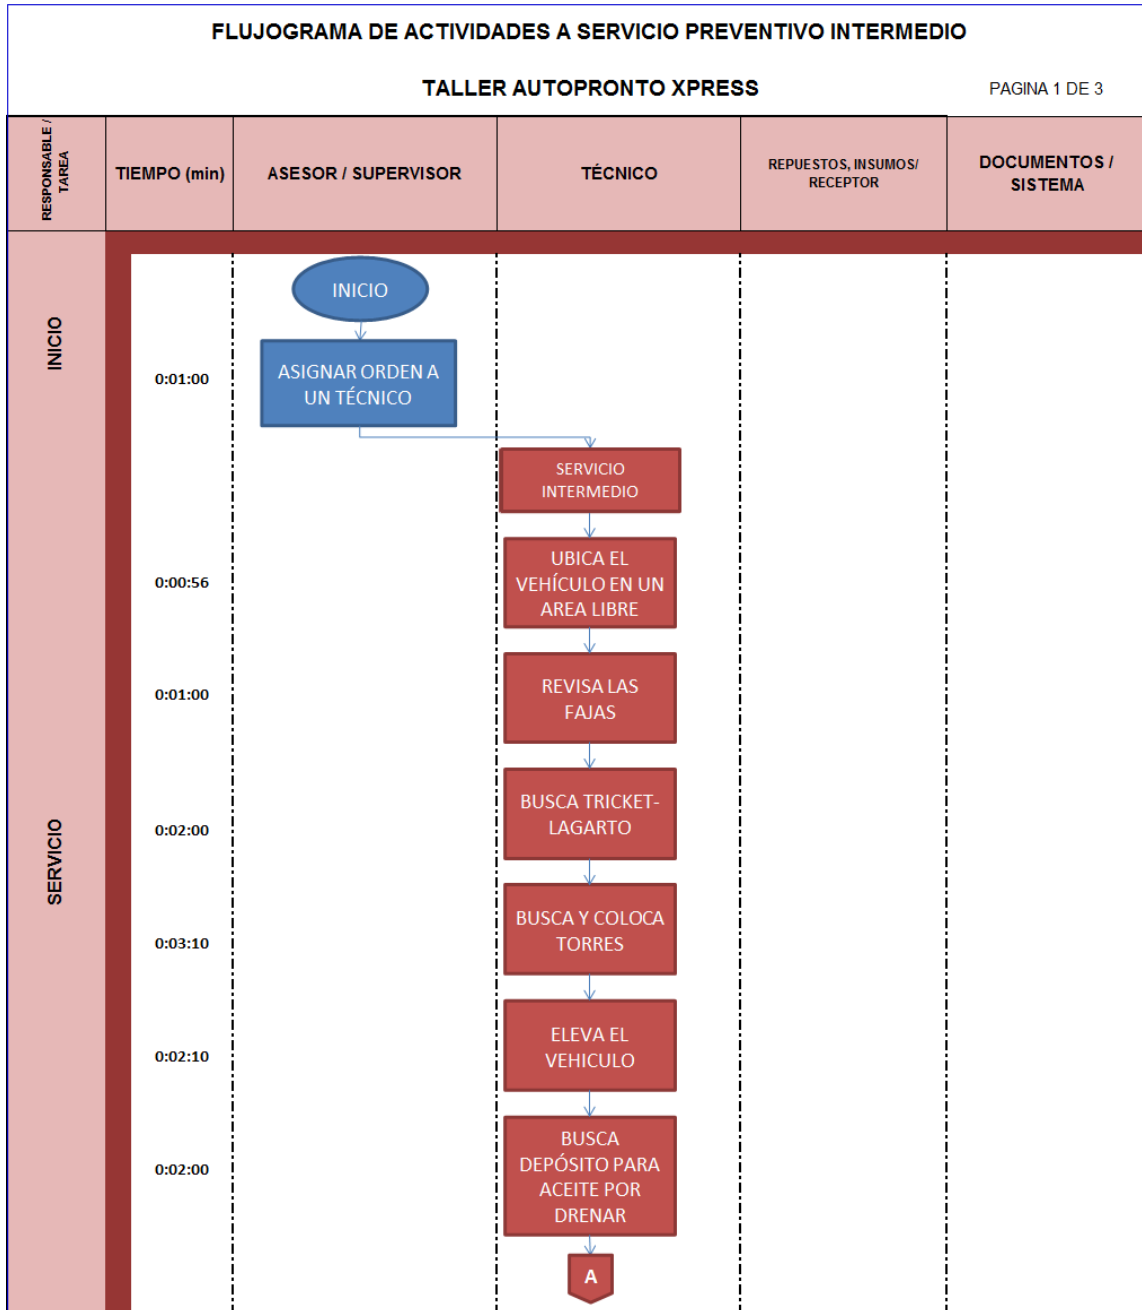 FLUJOGRAMA DE ACTIVIDADES A SERVICIO PREVENTIVO INTERMEDIO
TALLER AUTOPRONTO XPRESS
PAGINA 1 DE 3
RESPONSABLE /
TAREA
TIEMPO (min)
ASESOR / SUPERVISOR
TÉCNICO
REPUESTOS, INSUMOS/
RECEPTOR
DOCUMENTOS /
SISTEMA
INICIO
INICIO
0:01:00
ASIGNAR ORDEN A
UN TÉCNICO
SERVICIO
INTERMEDIO
0:00:56
UBICA EL
VEHÍCULO EN UN
AREA LIBRE
0:01:00
REVISA LAS
FAJAS
SERVICIO
0:02:00
BUSCA TRICKET-
LAGARTO
0:03:10
BUSCA Y COLOCA
TORRES
0:02:10
ELEVA EL
VEHICULO
0:02:00
BUSCA
DEPÓSITO PARA
ACEITE POR
DRENAR
A